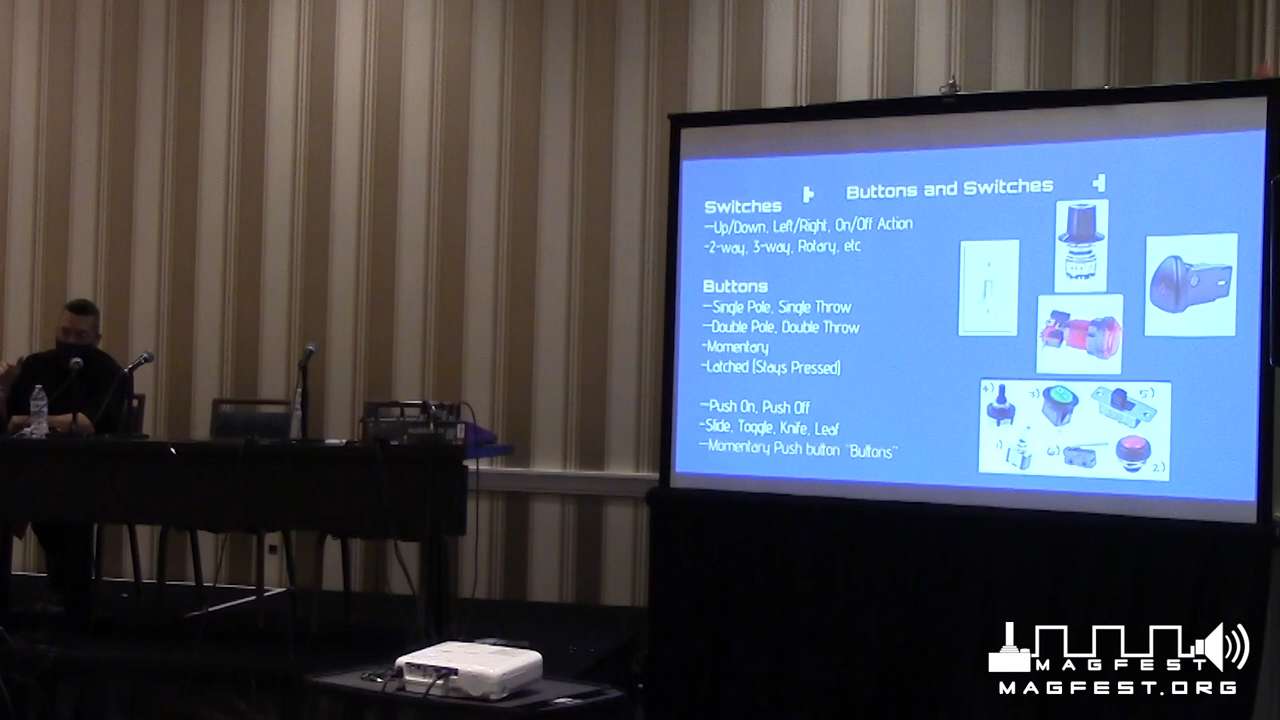 Buttons and Switches
Switches
-Up/Down, Left/Right, On/Off Action
-2-way, 3-way, Rotary, etc
Buttons
-Single Pole, Single Throw
-Double Pole, Double Throw
-Momentary
-Latched (Stays Pressed)
-Push On, Push Off
-Slide, Toggle, Knife, Leaf
-Momentary Push button "Buttons"
4) 3) 5)
1) 6) 2)
MAGFEST
MAGFEST.ORG